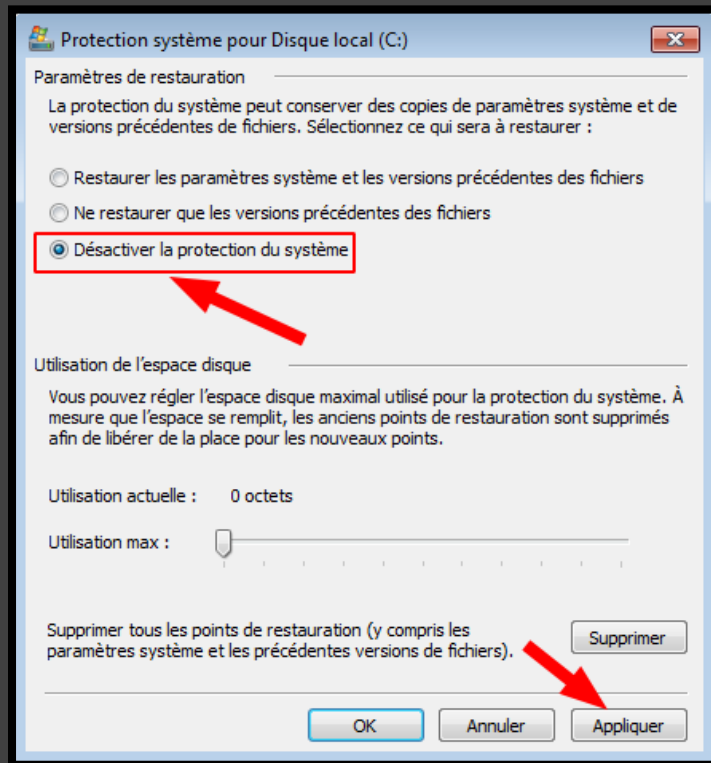 Protection système pour Disque local (C:)
Paramètres de restauration
La protection du système peut conserver des copies de paramètres système et de
versions précédentes de fichiers. Sélectionnez ce qui sera à restaurer :
Restaurer les paramètres système et les versions précédentes des fichiers
Ne restaurer que les versions précédentes des fichiers
Désactiver la protection du système
Utilisation de l’espace disque
Vous pouvez régler l’espace disque maximal utilisé pour la protection du système. À
mesure que l’espace se remplit, les anciens points de restauration sont supprimés
afin de libérer de la place pour les nouveaux points.
Utilisation actuelle : 0 octets
Utilisation max :
Supprimer tous les points de restauration (y compris les
paramètres système et les précédentes versions de fichiers).
Supprimer
OK Annuler Appliquer